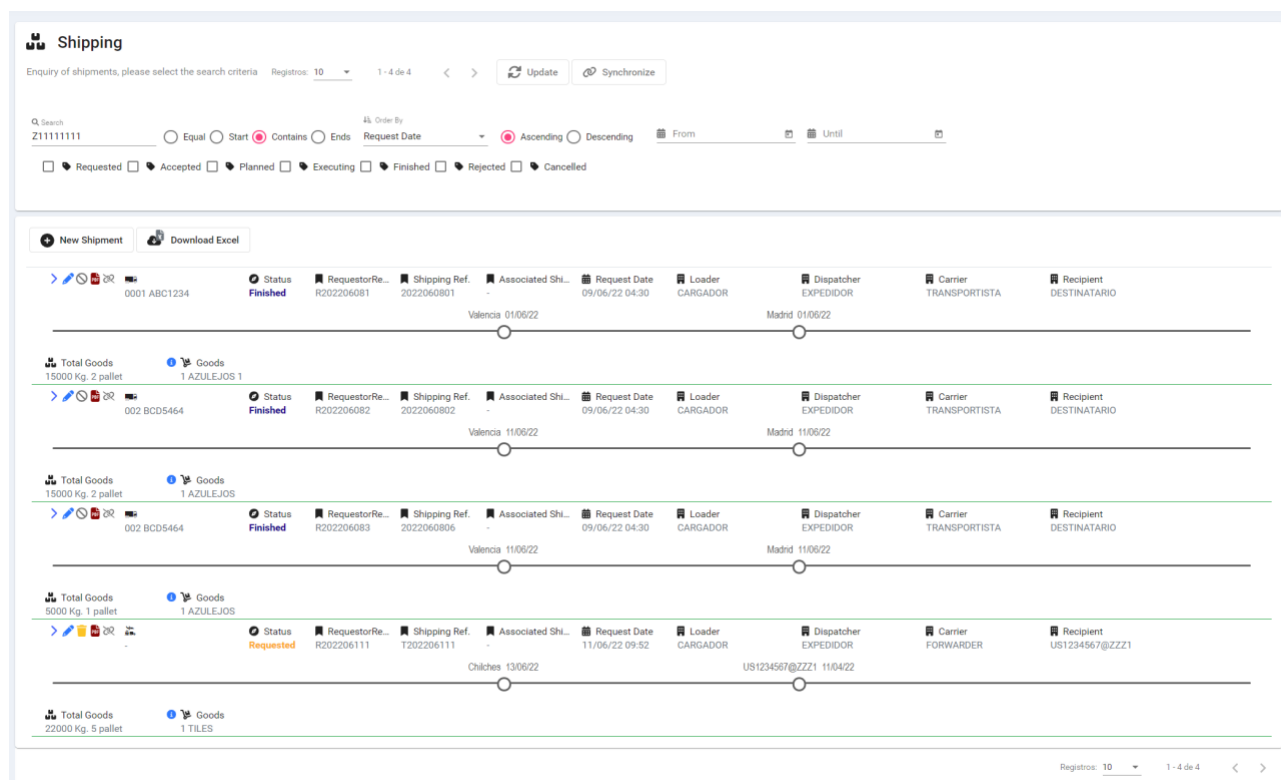 Shipping
Enquiry of shipments, please select the search criteria Registros: 10 1 - 4 de 4 Update Synchronize
Search Order By
Z11111111 Equal Start Contains Ends Request Date Ascending Descending From Until
Requested Accepted Planned Executing Finished Rejected Cancelled
New Shipment Download Excel
Status RequestorRe... Shipping Ref. Associated Shi... Request Date Loader Dispatcher Carrier Recipient
0001 ABC1234 Finished R202206081 2022060801 - 09/06/22 04:30 CARGADOR EXPEDIDOR TRANSPORTISTA DESTINATARIO
Valencia 01/06/22 Madrid 01/06/22
Total Goods Goods
15000 Kg. 2 pallet 1 AZULEJOS 1
Status RequestorRe... Shipping Ref. Associated Shi... Request Date Loader Dispatcher Carrier Recipient
002 BCD5464 Finished R202206082 2022060802 - 09/06/22 04:30 CARGADOR EXPEDIDOR TRANSPORTISTA DESTINATARIO
Valencia 11/06/22 Madrid 11/06/22
Total Goods Goods
15000 Kg. 2 pallet 1 AZULEJOS
Status RequestorRe... Shipping Ref. Associated Shi... Request Date Loader Dispatcher Carrier Recipient
002 BCD5464 Finished R202206083 2022060806 - 09/06/22 04:30 CARGADOR EXPEDIDOR TRANSPORTISTA DESTINATARIO
Valencia 11/06/22 Madrid 11/06/22
Total Goods Goods
5000 Kg. 1 pallet 1 AZULEJOS
Status RequestorRe... Shipping Ref. Associated Shi... Request Date Loader Dispatcher Carrier Recipient
- Requested R202206111 T202206111 - 11/06/22 09:52 CARGADOR EXPEDIDOR FORWARDER US1234567@ZZZ1
Chilches 13/06/22 US1234567@ZZZ1 11/04/22
Total Goods Goods
22000 Kg. 5 pallet 1 TILES
Registros: 10 1 - 4 de 4